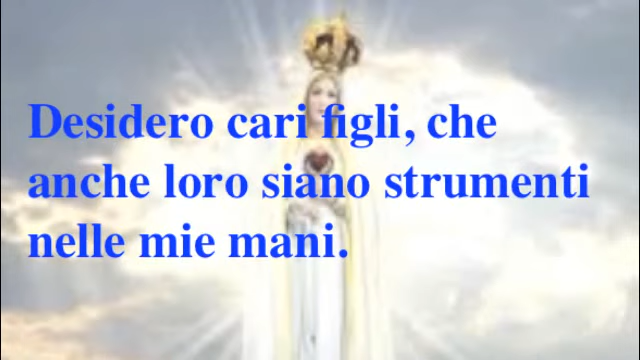 Desidero cari figli, che
anche loro siano strumenti
nelle mie mani.